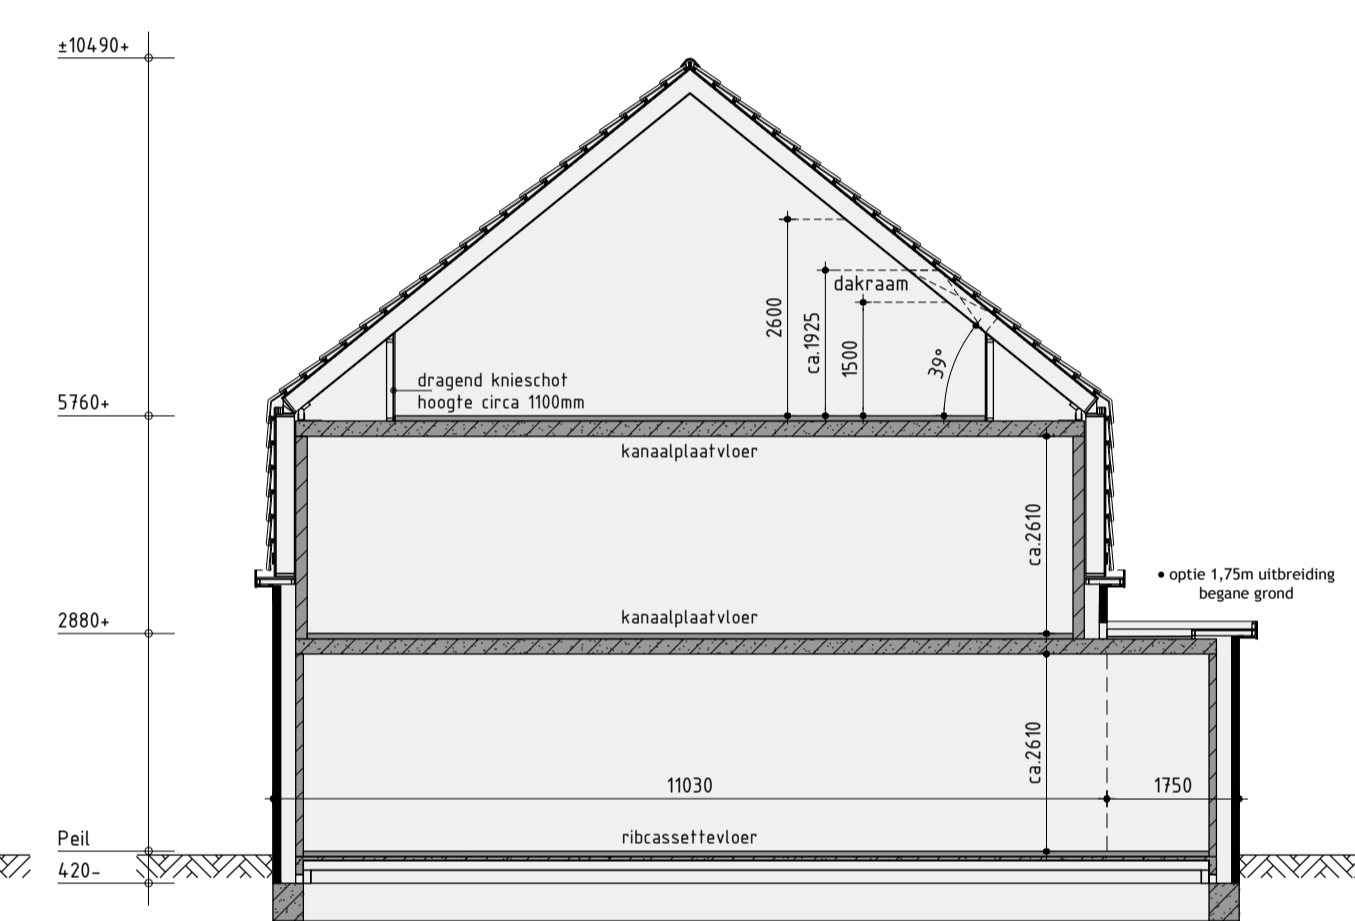 ±10490+
2600
ca.1925
dakraam
1500
39°
dragend knieschot
hoogte circa 1100mm
5760+
kanaalplaatvloer
ca.2610
• optie 1,75m uitbreiding
begane grond
2880+
kanaalplaatvloer
ca.2610
11030
1750
Peil
ribcassettevloer
420-